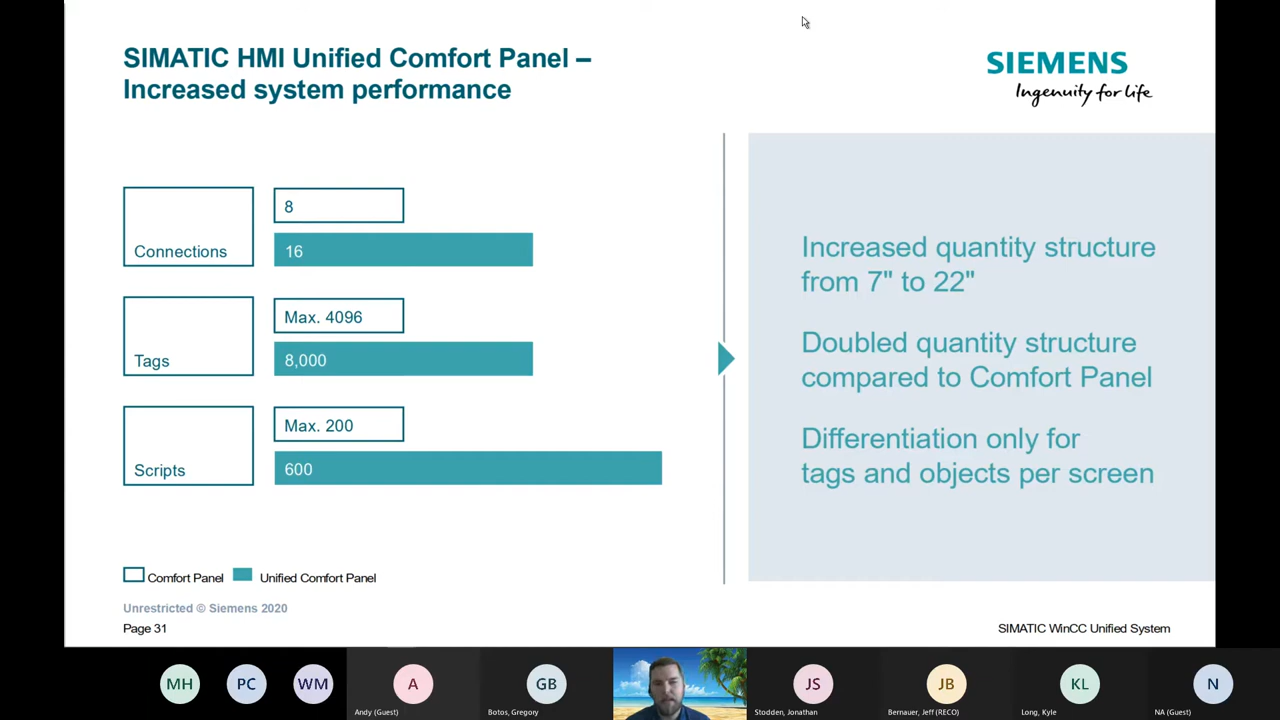 SIMATIC HMI Unified Comfort Panel –
Increased system performance
SIEMENS
Ingenuity for life
Connections
8
16
Tags
Max. 4096
8,000
Scripts
Max. 200
600
Increased quantity structure
from 7" to 22"
Doubled quantity structure
compared to Comfort Panel
Differentiation only for
tags and objects per screen
Comfort Panel
Unified Comfort Panel
Unrestricted © Siemens 2020
Page 31
SIMATIC WinCC Unified System
MH
PC
WM
A
Andy (Guest)
GB
Botos, Gregory
JS
Stodden, Jonathan
JB
Bernauer, Jeff (RECO)
KL
Long, Kyle
N
NA (Guest)